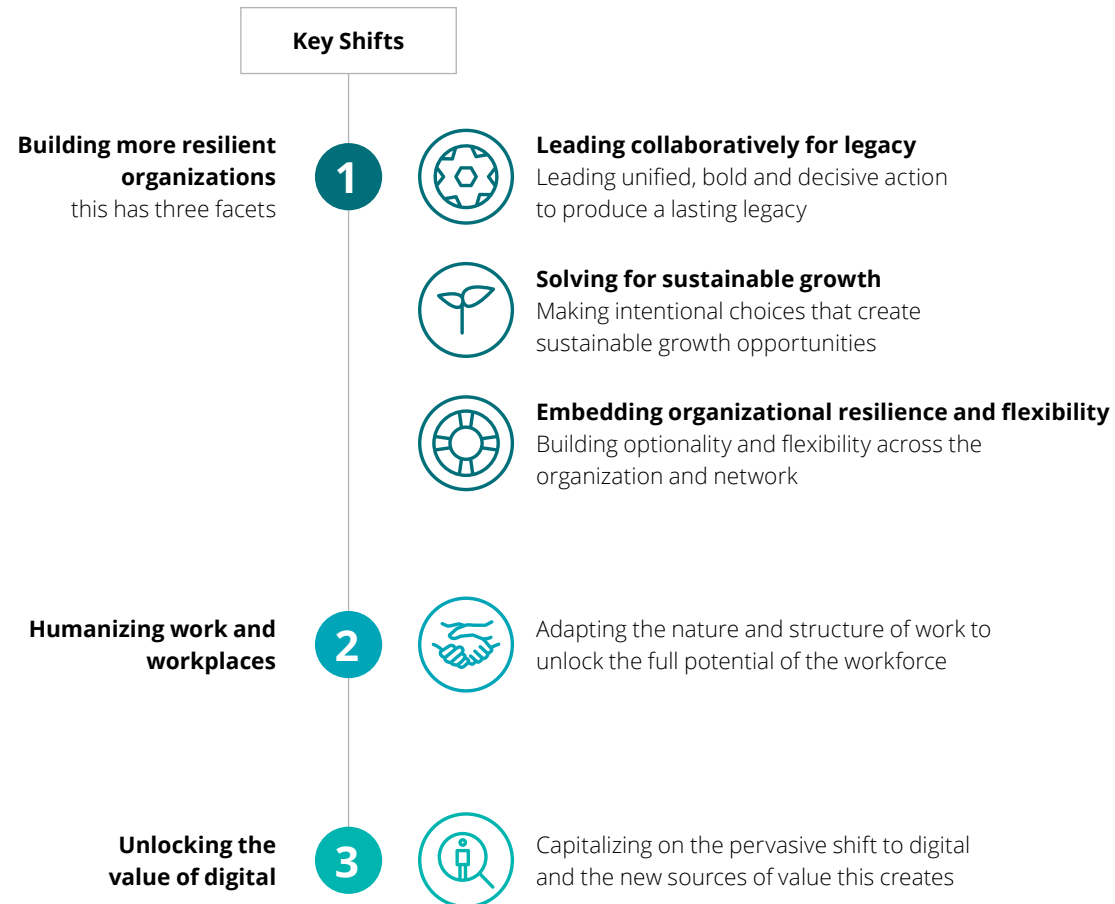 Key Shifts
Building more resilient
organizations
this has three facets
1
Leading collaboratively for legacy
Leading unified, bold and decisive action
to produce a lasting legacy
Solving for sustainable growth
Making intentional choices that create
sustainable growth opportunities
Embedding organizational resilience and flexibility
Building optionality and flexibility across the
organization and network
Humanizing work and
workplaces
2
Adapting the nature and structure of work to
unlock the full potential of the workforce
Unlocking the
value of digital
3
Capitalizing on the pervasive shift to digital
and the new sources of value this creates